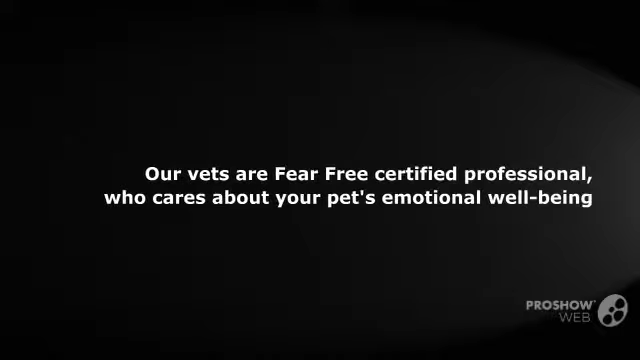 Our vets are Fear Free certified professional,
who cares about your pet's emotional well-being
PROSHOW
WEB